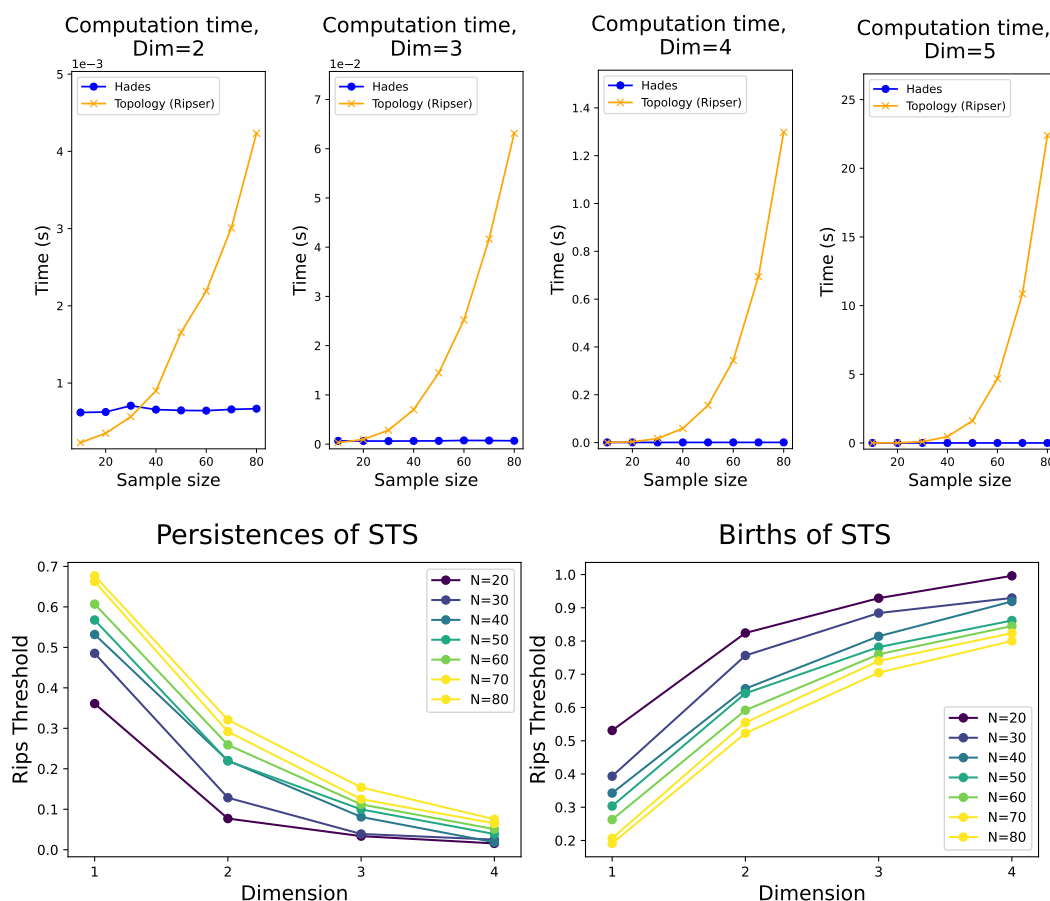 Computation time,
Dim=2
1e−3
5
4
3
2
1
Time (s)
Hades
Topology (Ripser)
20 40 60 80
Sample size
Computation time,
Dim=3
1e−2
7
6
5
4
3
2
1
0
Time (s)
Hades
Topology (Ripser)
20 40 60 80
Sample size
Computation time,
Dim=4
1.4
1.2
1.0
0.8
0.6
0.4
0.2
0.0
Time (s)
Hades
Topology (Ripser)
20 40 60 80
Sample size
Computation time,
Dim=5
25
20
15
10
5
0
Time (s)
Hades
Topology (Ripser)
20 40 60 80
Sample size
Persistences of STS
0.7
0.6
0.5
0.4
0.3
0.2
0.1
0.0
Rips Threshold
N=20
N=30
N=40
N=50
N=60
N=70
N=80
1 2 3 4
Dimension
Births of STS
1.0
0.9
0.8
0.7
0.6
0.5
0.4
0.3
0.2
Rips Threshold
N=20
N=30
N=40
N=50
N=60
N=70
N=80
1 2 3 4
Dimension